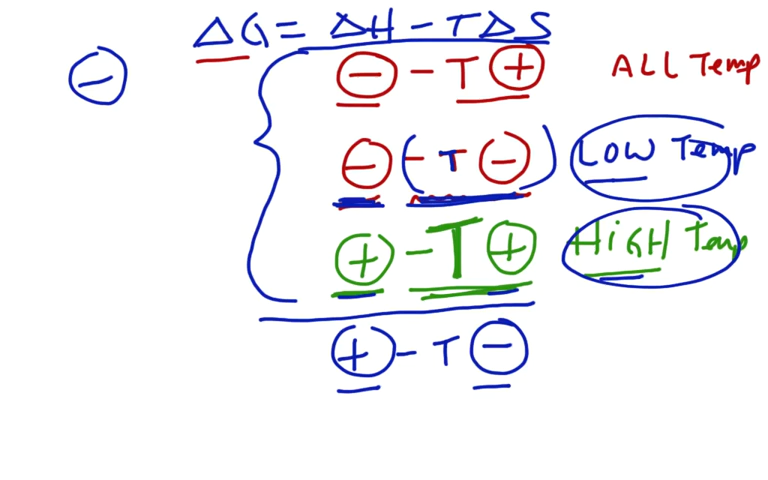 ΔG = ΔH - TΔS
- - T + ALL Temp
- (- T -) LOW Temp
+ - T + HiGH Temp
+ - T -